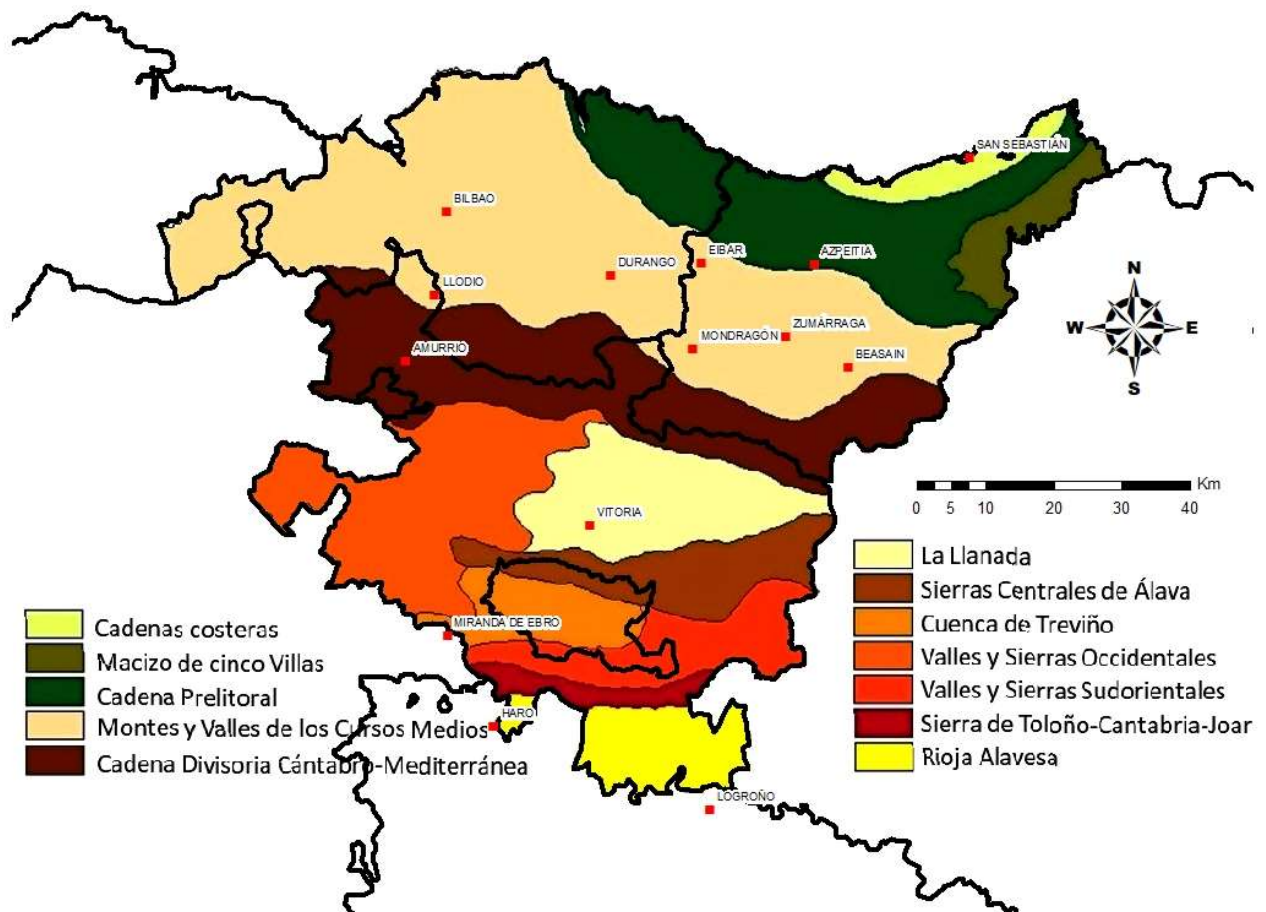 SAN SEBASTIÁN
BILBAO
EIBAR
AZPEITIA
DURANGO
LLODIO
ZUMÁRRAGA
MONDRAGÓN
AMURRIO
BEASAIN
N
W
E
S
Km
0 5 10 20 30 40
VITORIA
MIRANDA DE EBRO
HARO
LOGROÑO
Cadenas costeras
Macizo de cinco Villas
Cadena Prelitoral
Montes y Valles de los Cursos Medios
Cadena Divisoria Cántabro-Mediterránea
La Llanada
Sierras Centrales de Álava
Cuenca de Treviño
Valles y Sierras Occidentales
Valles y Sierras Sudorientales
Sierra de Toloño-Cantabria-Joar
Rioja Alavesa